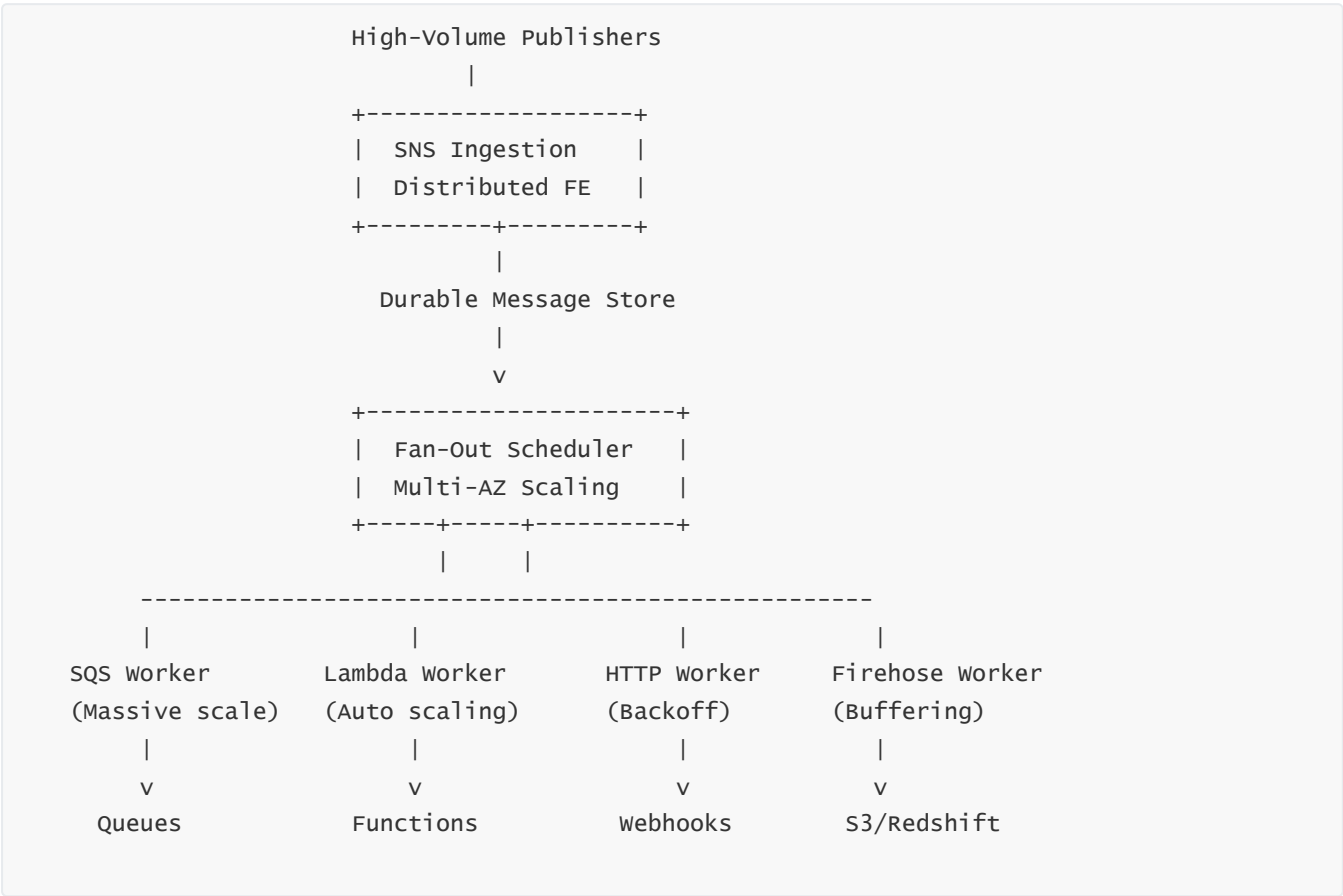 High-Volume Publishers
|
+-------------------+
| SNS Ingestion |
| Distributed FE |
+---------+---------+
|
Durable Message Store
|
v
+----------------------+
| Fan-Out Scheduler |
| Multi-AZ Scaling |
+-----+-----+----------+
| |
----------------------------------------------------
| | | |
SQS Worker Lambda Worker HTTP Worker Firehose Worker
(Massive scale) (Auto scaling) (Backoff) (Buffering)
| | | |
v v v v
Queues Functions Webhooks S3/Redshift